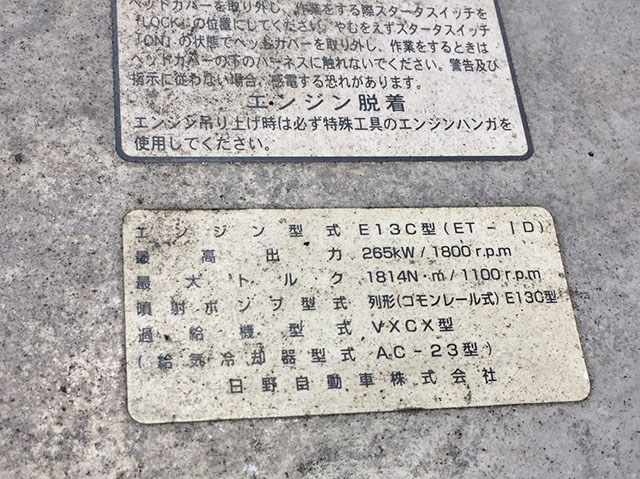 ヘッドカバーを取り外し、作業をする際スタータスイッチを
「LOCK」の位置にしてください。やむをえずスタータスイッチ
「ON」の状態でヘッドカバーを取り外し、作業をするときは
ヘッドカバーの下のハーネスに触れないでください。警告及び
指示に従わない場合、感電する恐れがあります。
エンジン脱着
エンジン吊り上げ時は必ず特殊工具のエンジンハンガを
使用してください。
エンジン型式 E13C型(ET-ID)
最高出力 265kW/1800r.p.m
最大トルク 1814N·m/1100r.p.m
噴射ポンプ型式 列形(コモンレール式)E13C型
過給機型式 VXCX型
(給気冷却器型式 AC-23型)
日野自動車株式会社